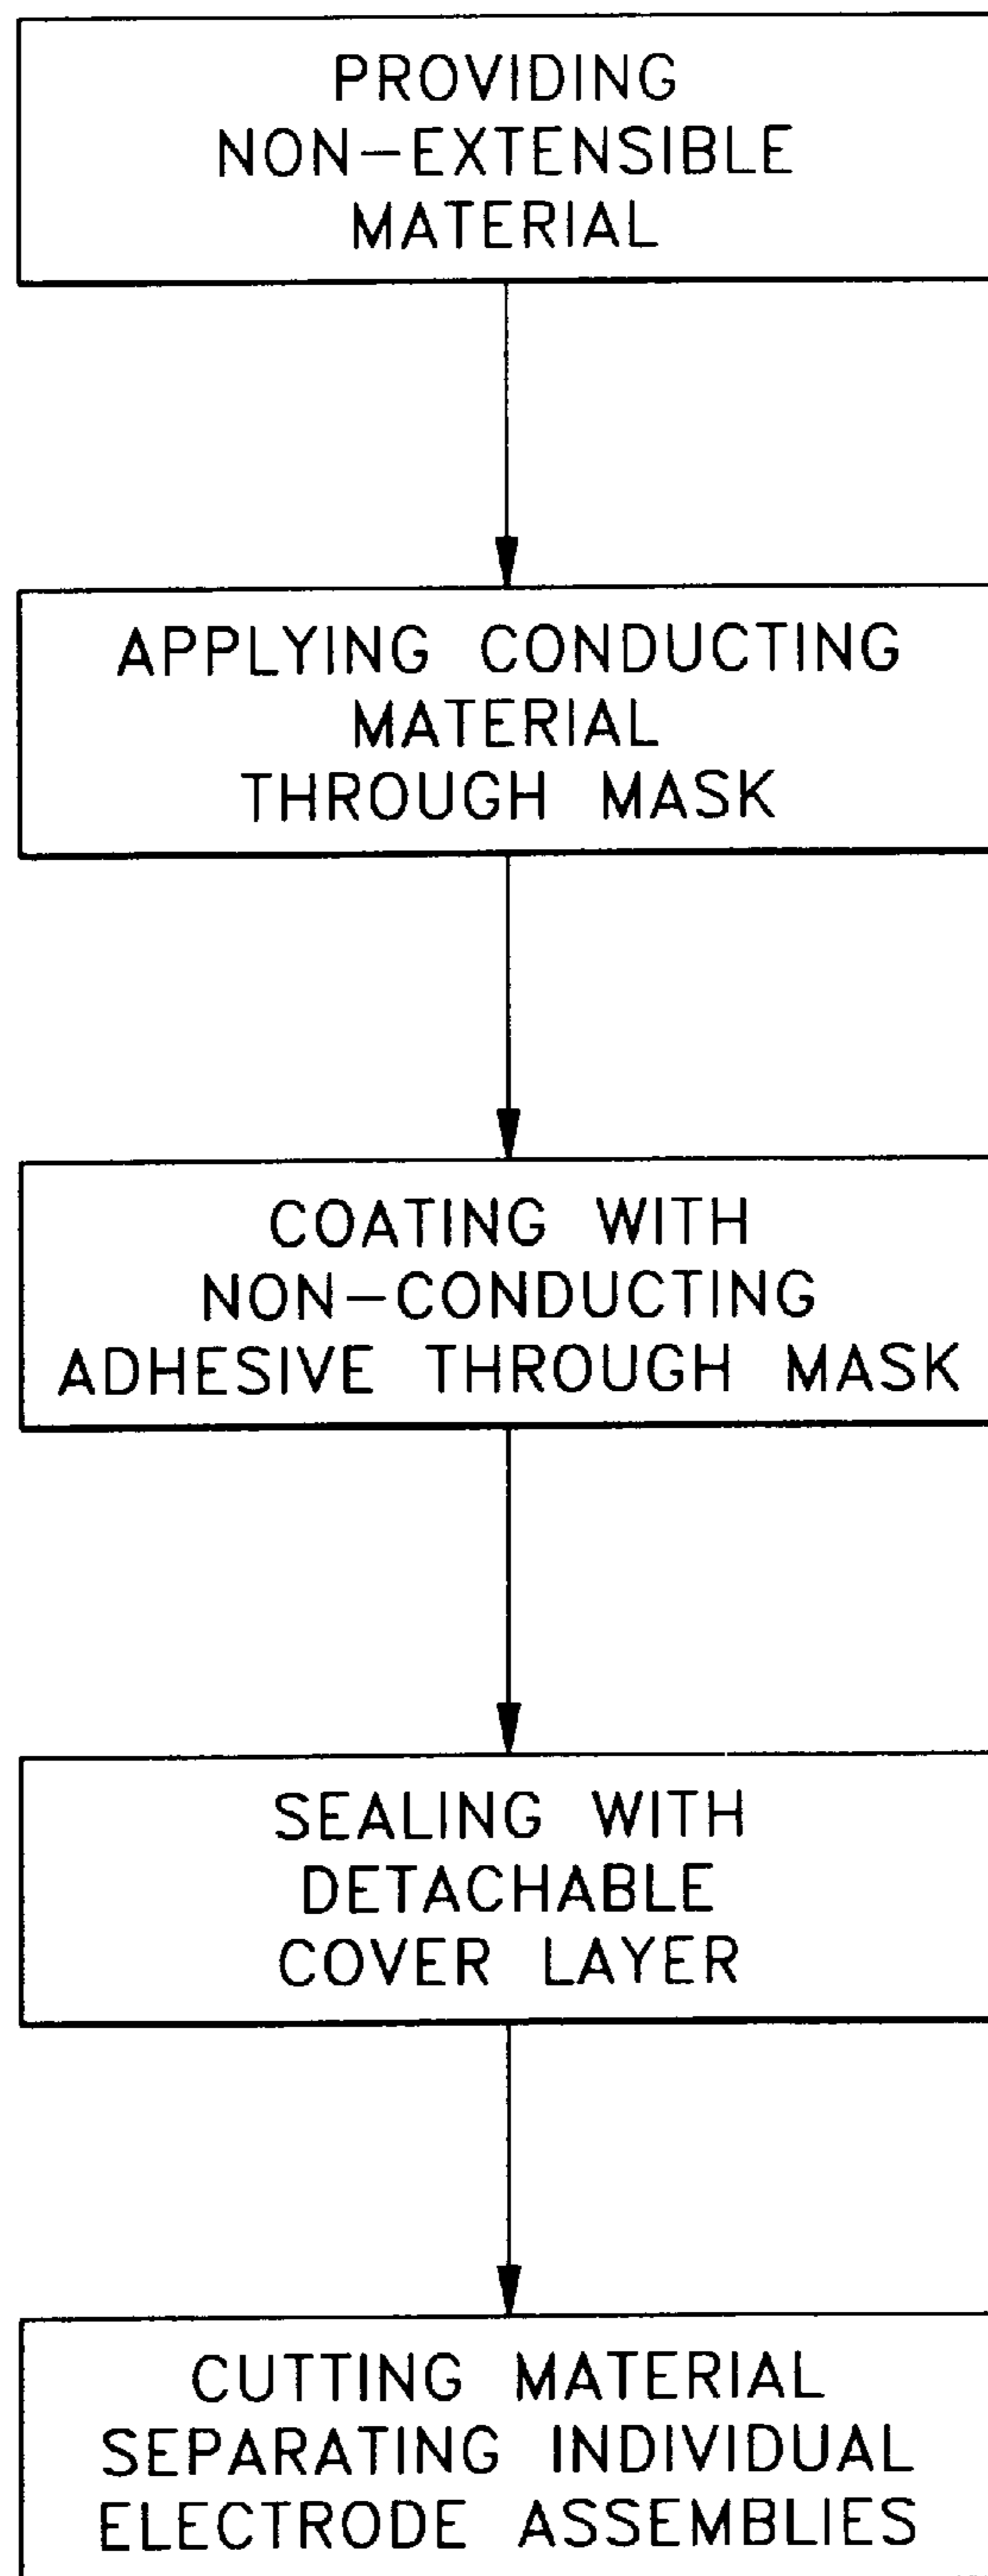 PROVIDING
NON-EXTENSIBLE
MATERIAL
APPLYING CONDUCTING
MATERIAL
THROUGH MASK
COATING WITH
NON-CONDUCTING
ADHESIVE THROUGH MASK
SEALING WITH
DETACHABLE
COVER LAYER
CUTTING MATERIAL
SEPARATING INDIVIDUAL
ELECTRODE ASSEMBLIES